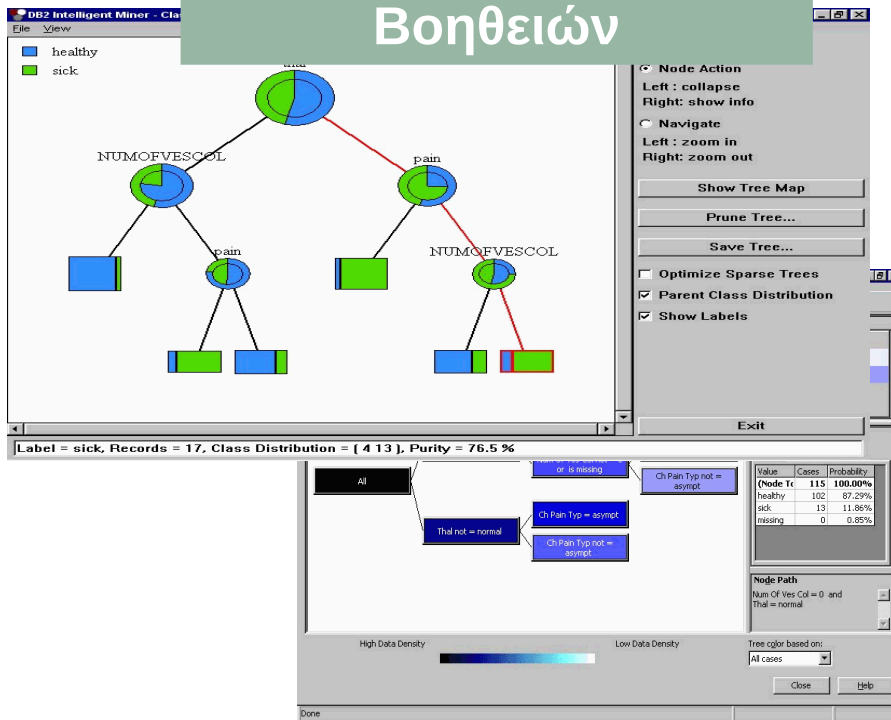 Βοηθειών
DB2 Intelligent Miner - Cla
File View
healthy
sick
NUMOFVESCOL
pain
pain
NUMOFVESCOL
Node Action
Left : collapse
Right: show info
Navigate
Left : zoom in
Right: zoom out
Show Tree Map
Prune Tree...
Save Tree...
Optimize Sparse Trees
Parent Class Distribution
Show Labels
Exit
Label = sick, Records = 17, Class Distribution = [ 4 13 ], Purity = 76.5 %
or is missing
All
Ch Pain Typ not =
asympt
Thal not = normal
Ch Pain Typ = asympt
Ch Pain Typ not =
asympt
Value Cases Probability
(Node Tc 115 100.00%
healthy 102 87.29%
sick 13 11.86%
missing 0 0.85%
Node Path
Num Of Ves Col = 0 and
Thal = normal
High Data Density
Low Data Density
Tree color based on:
All cases
Close
Help
Done